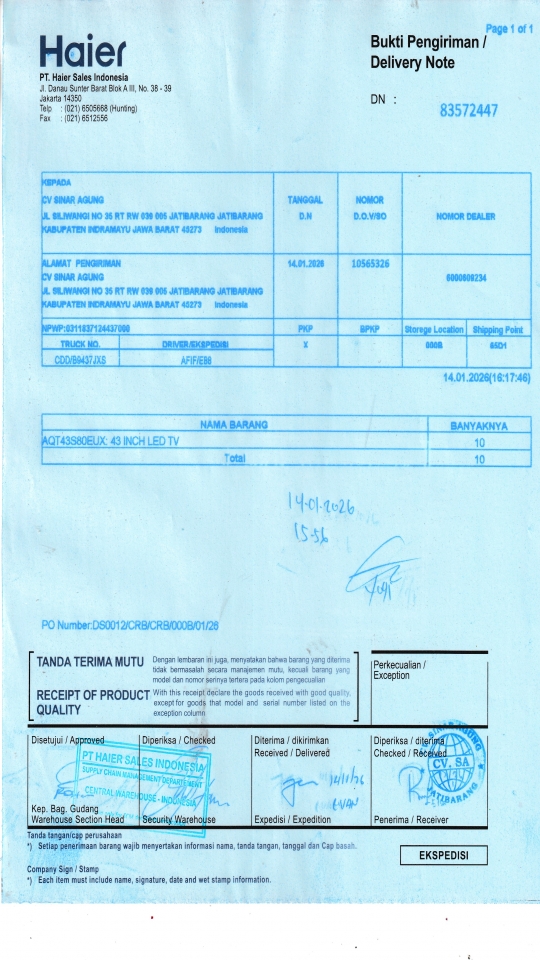 Page 1 of 1
Haier
Bukti Pengiriman /
Delivery Note
PT. Haier Sales Indonesia
Jl. Danau Sunter Barat Blok A III, No. 38 - 39
Jakarta 14350
Telp : (021) 6505668 (Hunting)
Fax : (021) 6512556
DN :
83572447
KEPADA
CV SINAR AGUNG
JL SILIWANGI NO 35 RT RW 039 005 JATIBARANG JATIBARANG
KABUPATEN INDRAMAYU JAWA BARAT 45273 Indonesia
TANGGAL
D.N
NOMOR
D.O.V/SO
NOMOR DEALER
ALAMAT PENGIRIMAN
CV SINAR AGUNG
JL SILIWANGI NO 35 RT RW 039 005 JATIBARANG JATIBARANG
KABUPATEN INDRAMAYU JAWA BARAT 45273 Indonesia
14.01.2026
10565326
NPWP:0311837124437000
PKP
BPKP
Storege Location
Shipping Point
TRUCK NO.
DRIVER/EKSPEDISI
X
000B
CDD/B9437JXS
14.01.2026(16:17:46)
NAMA BARANG
BANYAKNYA
AQT43S80EUX: 43 INCH LED TV
10
Total
10
14-01-2026
15-56
PO Number:DS0012/CRB/CRB/000B/01/26
TANDA TERIMA MUTU
Dengan lembaran ini juga, menyatakan bahwa barang yang diterima
tidak bermasalah secara manajemen mutu, kecuali barang yang
model dan nomor serinya tertera pada kolom pengecualian
RECEIPT OF PRODUCT
QUALITY
With this receipt declare the goods received with good quality,
except for goods that model and serial number listed on the
exception column
Perkecualian /
Exception
Disetujui / Approved
Diperiksa / Checked
Diterima / dikirimkan
Received / Delivered
Diperiksa / diterima
Checked / Received
PT HAIER SALES INDONESIA
SUPPLY CHAIN MANAGEMENT DEPARTEMENT
CENTRAL WAREHOUSE - INDONESIA
CV. SA
JATIBARANG
Kep. Bag. Gudang
Warehouse Section Head
Security Warehouse
Expedisi / Expedition
Penerima / Receiver
Tanda tangan/cap perusahaan
*) Setiap penerimaan barang wajib menyertakan informasi nama, tanda tangan, tanggal dan Cap basah.
EKSPEDISI
Company Sign / Stamp
*) Each item must include name, signature, date and wet stamp information.